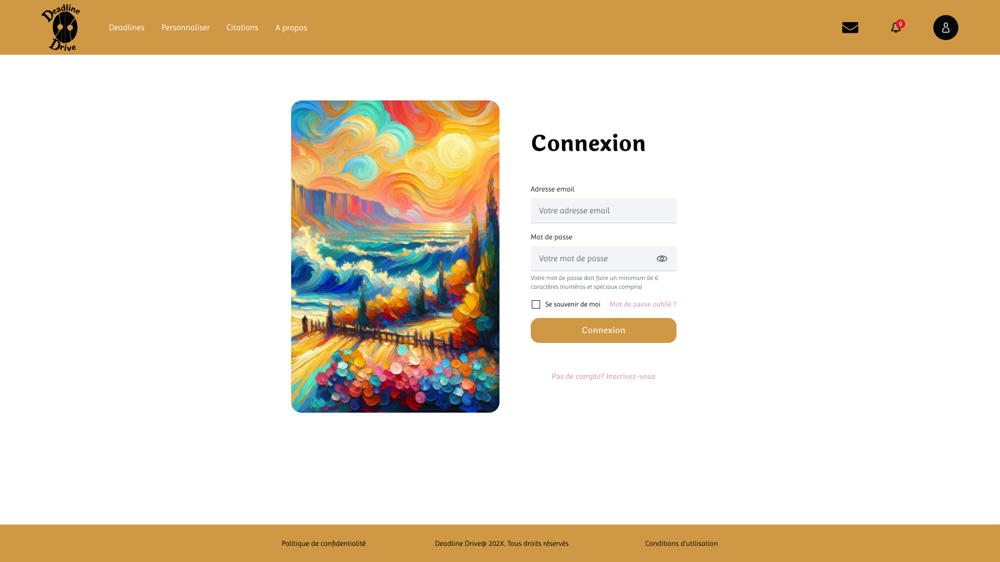 Deadline
Drive
Deadlines
Personnaliser
Citations
A propos
9
Connexion
Adresse email
Votre adresse email
Mot de passe
Votre mot de passe
Votre mot de passe doit faire un minimum de 6
caractères (numéros et spéciaux compris)
Se souvenir de moi
Mot de passe oubliè ?
Connexion
Pas de compte? Inscrivez-vous
Politique de confidentialité
Deadline Drive@ 202X. Tous droits réservés
Conditions d'utilisation